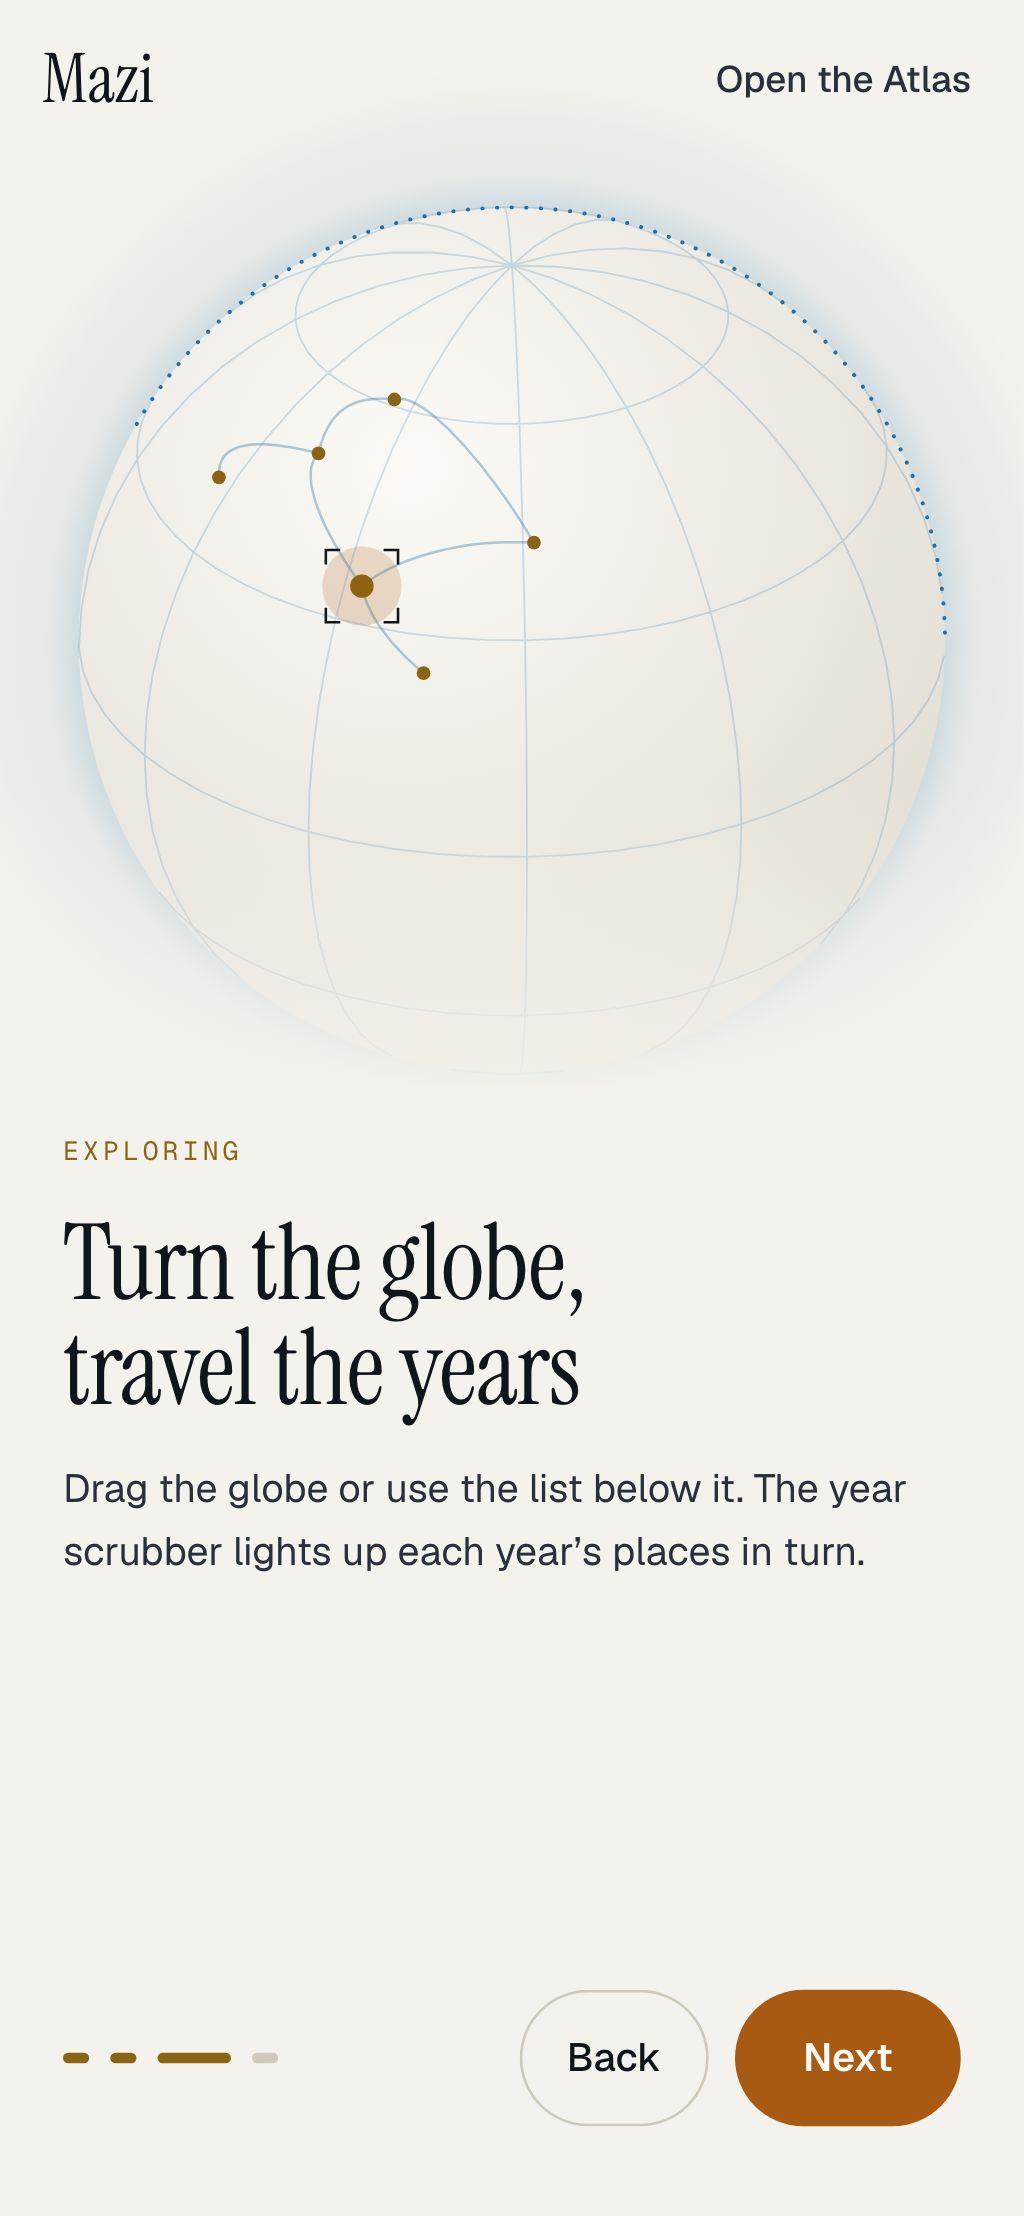 Mazi
Open the Atlas
EXPLORING
Turn the globe,
travel the years
Drag the globe or use the list below it. The year
scrubber lights up each year’s places in turn.
Back
Next